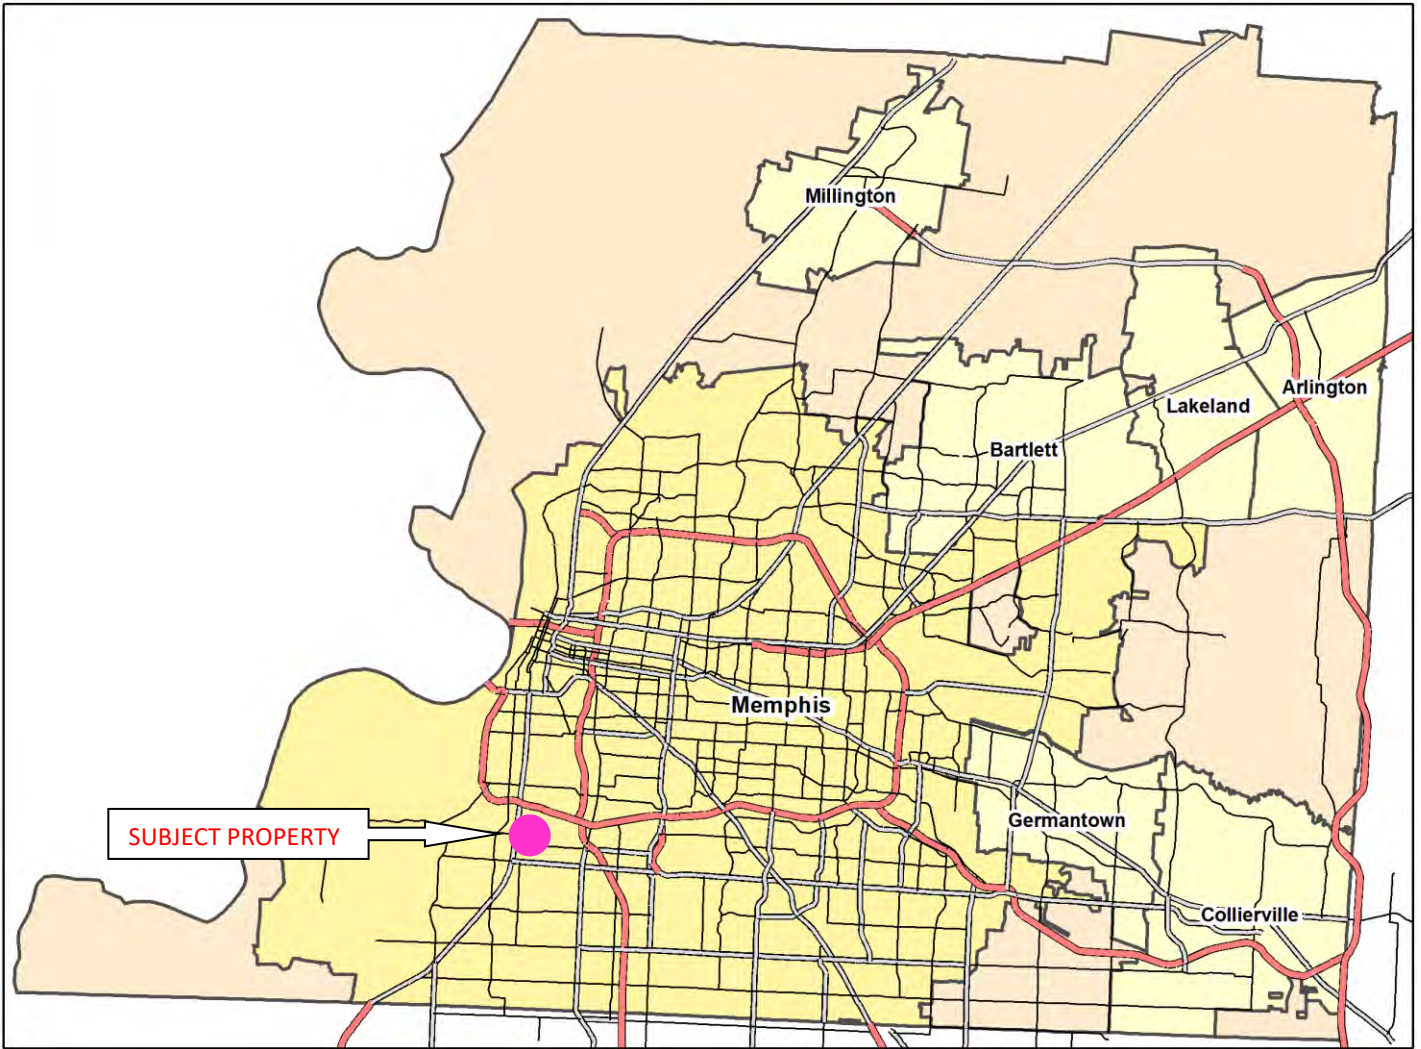 Millington
Arlington
Lakeland
Bartlett
Memphis
Germantown
SUBJECT PROPERTY
Collierville